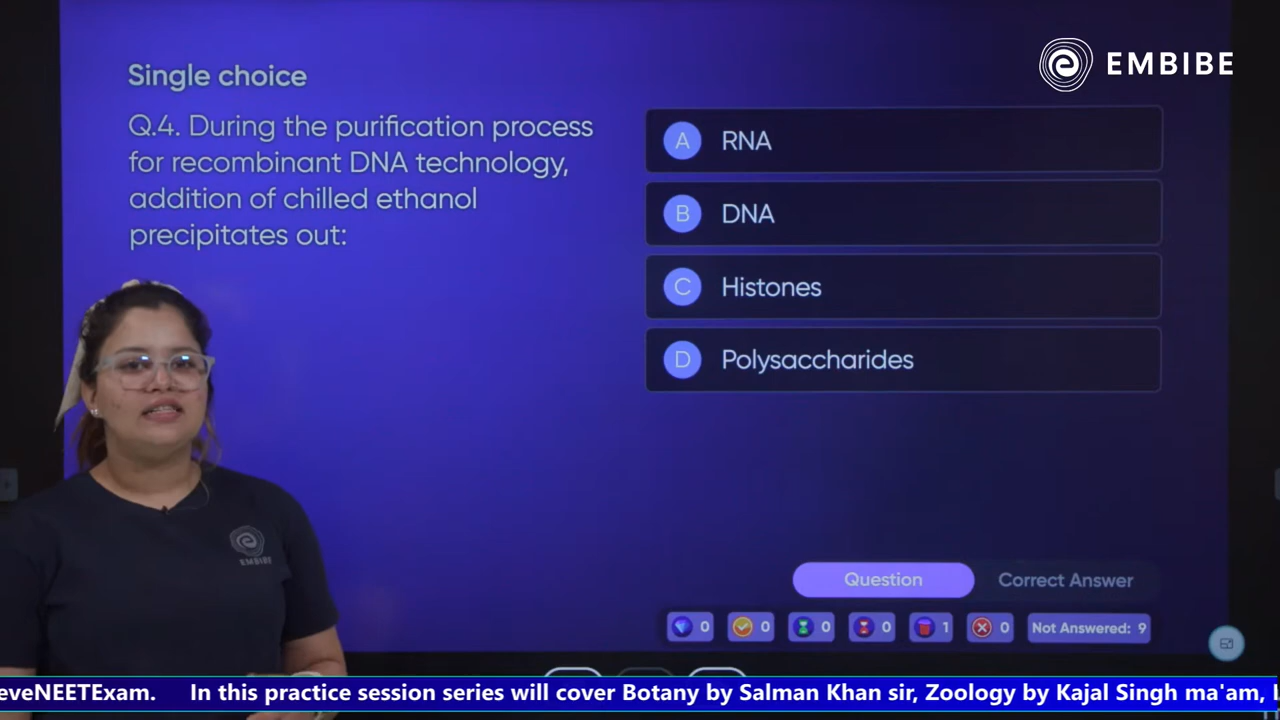 EMBIBE
Single choice
Q.4. During the purification process
for recombinant DNA technology,
addition of chilled ethanol
precipitates out:
A RNA
B DNA
C Histones
D Polysaccharides
EMBIBE
Question Correct Answer
0 0 0 0 1 0 Not Answered: 9
eveNEETExam. In this practice session series will cover Botany by Salman Khan sir, Zoology by Kajal Singh ma'am,